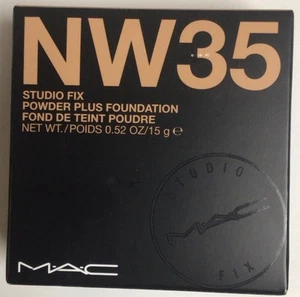 NW35
STUDIO FIX
POWDER PLUS FOUNDATION
FOND DE TEINT POUDRE
NET WT./POIDS 0.52 OZ/15 g ℮
STUDIO
FIX
M·A·C